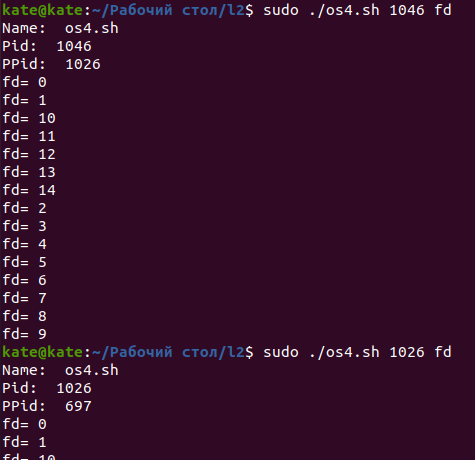 kate@kate:~/Рабочий стол/l2$ sudo ./os4.sh 1046 fd
Name:  os4.sh
Pid:  1046
PPid:  1026
fd= 0
fd= 1
fd= 10
fd= 11
fd= 12
fd= 13
fd= 14
fd= 2
fd= 3
fd= 4
fd= 5
fd= 6
fd= 7
fd= 8
fd= 9
kate@kate:~/Рабочий стол/l2$ sudo ./os4.sh 1026 fd
Name:  os4.sh
Pid:  1026
PPid:  697
fd= 0
fd= 1
fd= 10